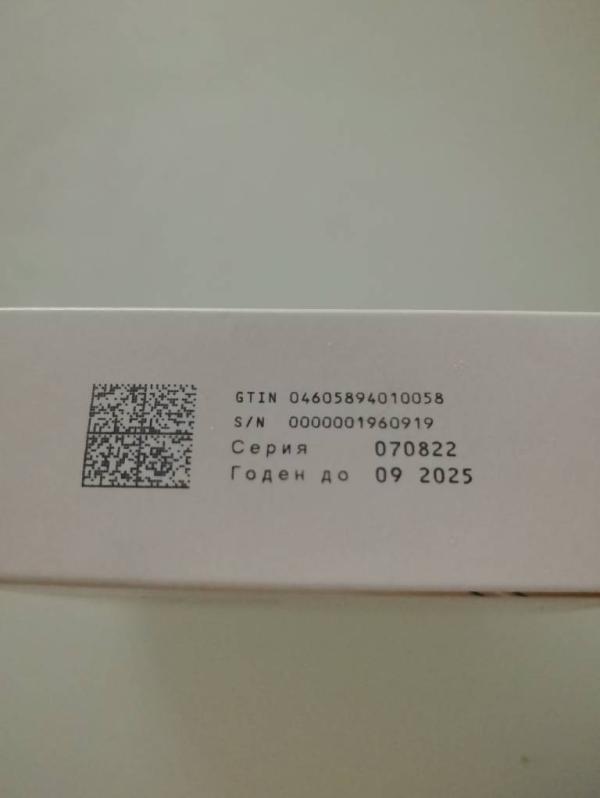 GTIN 04605894010058
S/N 0000001960919
Серия 070822
Годен до 09 2025